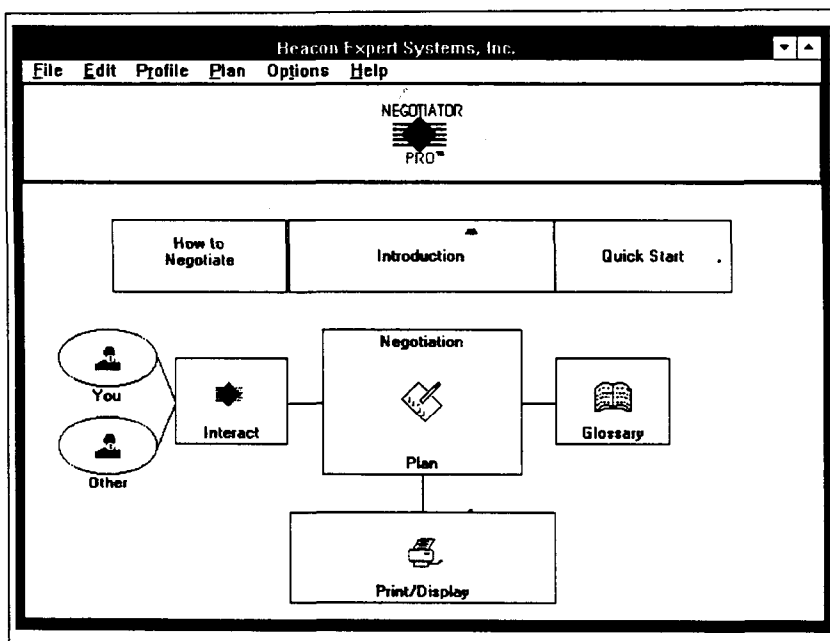 Beacon Expert Systems, Inc.
File Edit Profile Plan Options Help
NEGOTIATOR
PRO™
How to
Negotiate
Introduction
Quick Start
Negotiation
You
Interact
Glossary
Plan
Other
Print/Display